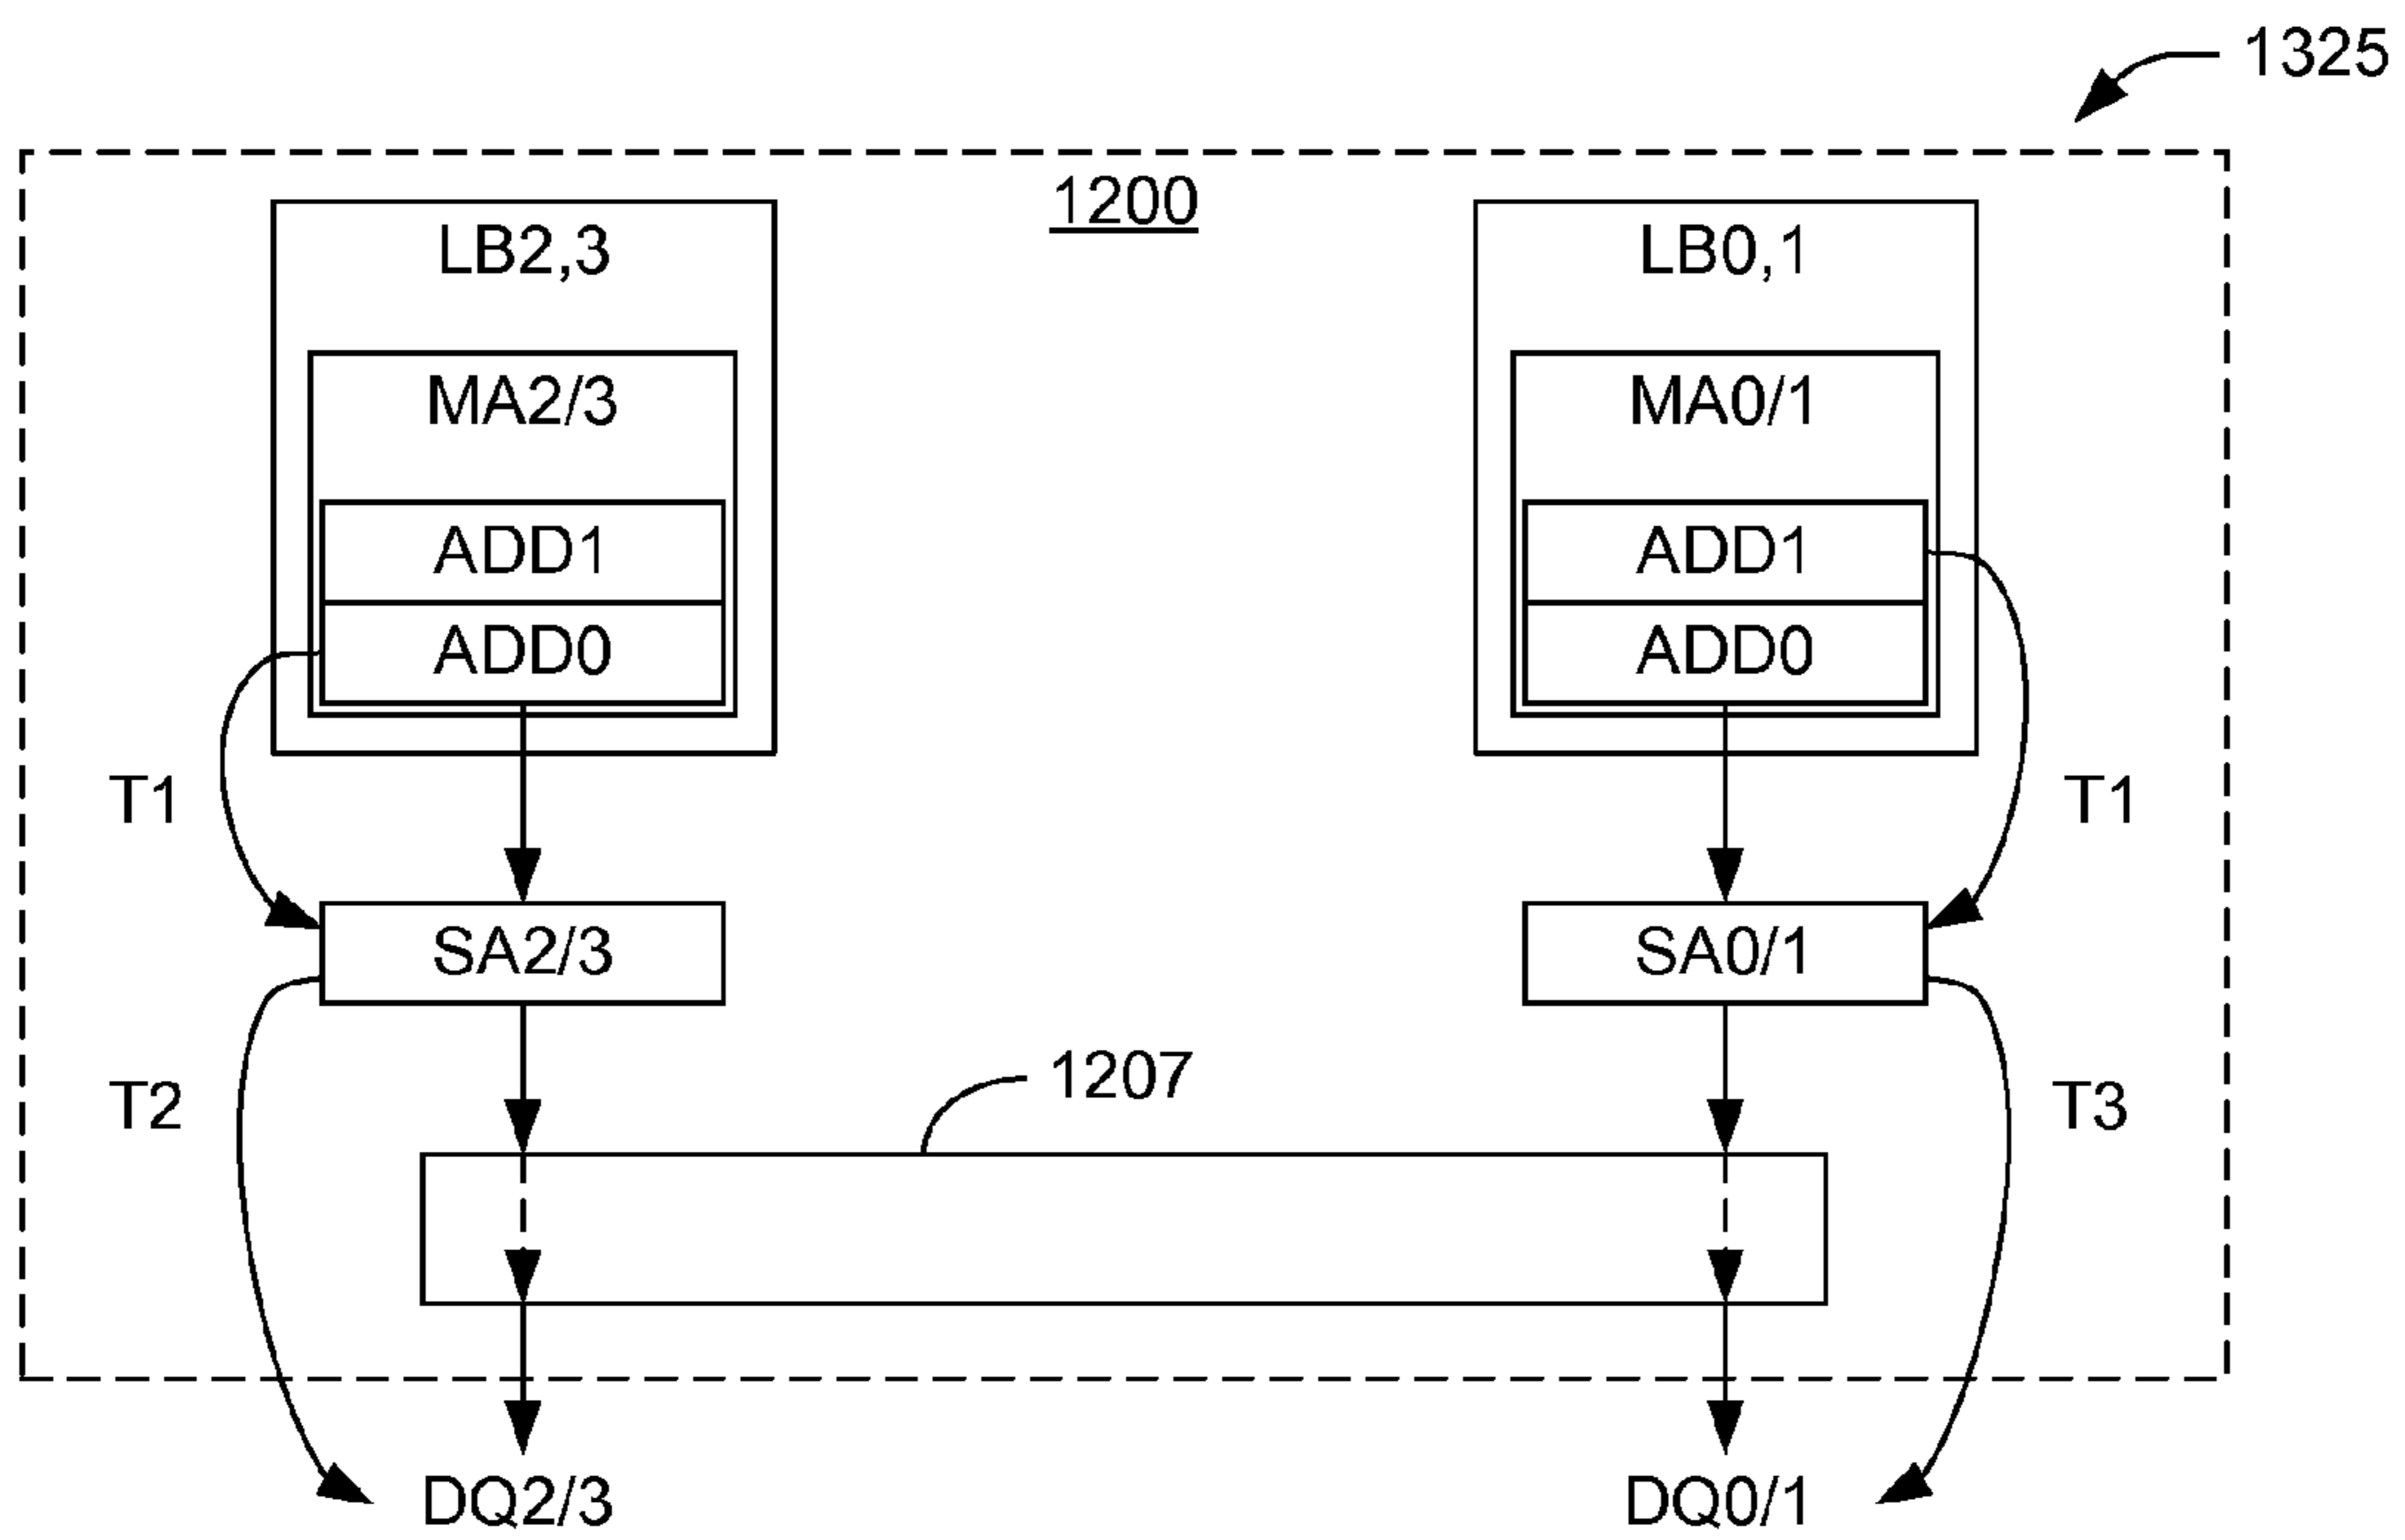 1325
1200
LB2,3
LB0,1
MA2/3
MA0/1
ADD1
ADD1
ADD0
ADD0
T1
T1
SA2/3
SA0/1
1207
T2
T3
DQ2/3
DQ0/1